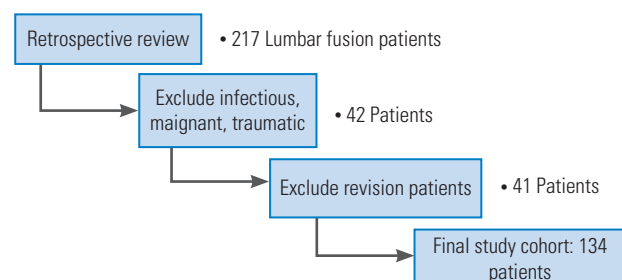 Retrospective review
• 217 Lumbar fusion patients
Exclude infectious,
maignant, traumatic
• 42 Patients
Exclude revision patients
• 41 Patients
Final study cohort: 134
patients